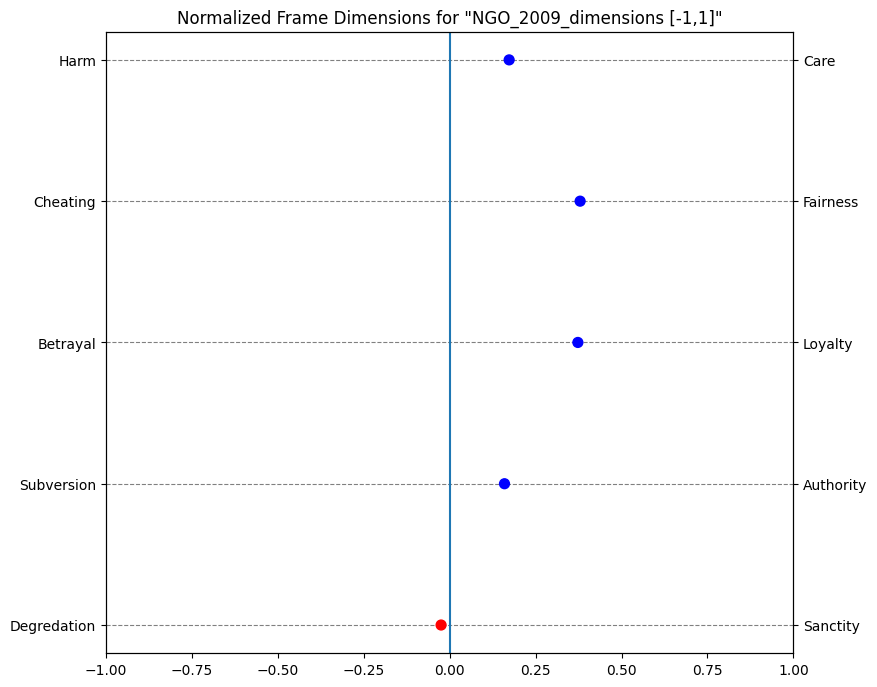 Normalized Frame Dimensions for "NGO_2009_dimensions [-1,1]"
Harm Care
Cheating Fairness
Betrayal Loyalty
Subversion Authority
Degredation Sanctity
−1.00 −0.75 −0.50 −0.25 0.00 0.25 0.50 0.75 1.00